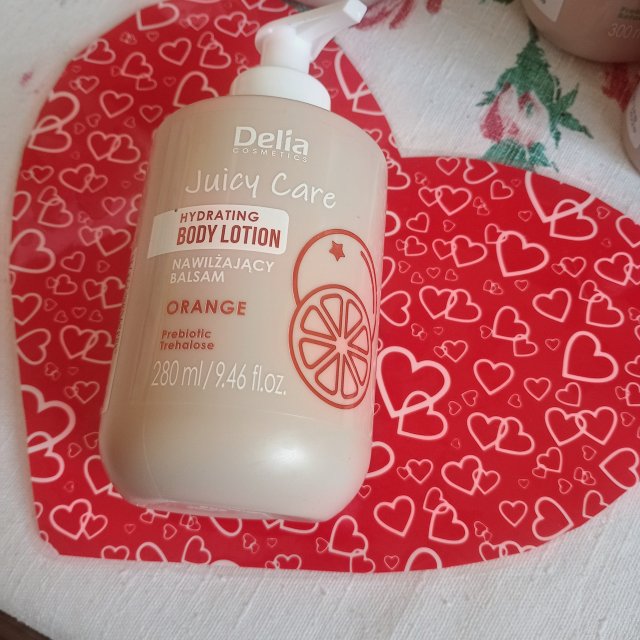 Delia
COSMETICS
Juicy Care
HYDRATING
BODY LOTION
NAWILŻAJĄCY
BALSAM
ORANGE
Prebiotic
Trehalose
280 ml/9.46 fl.oz.